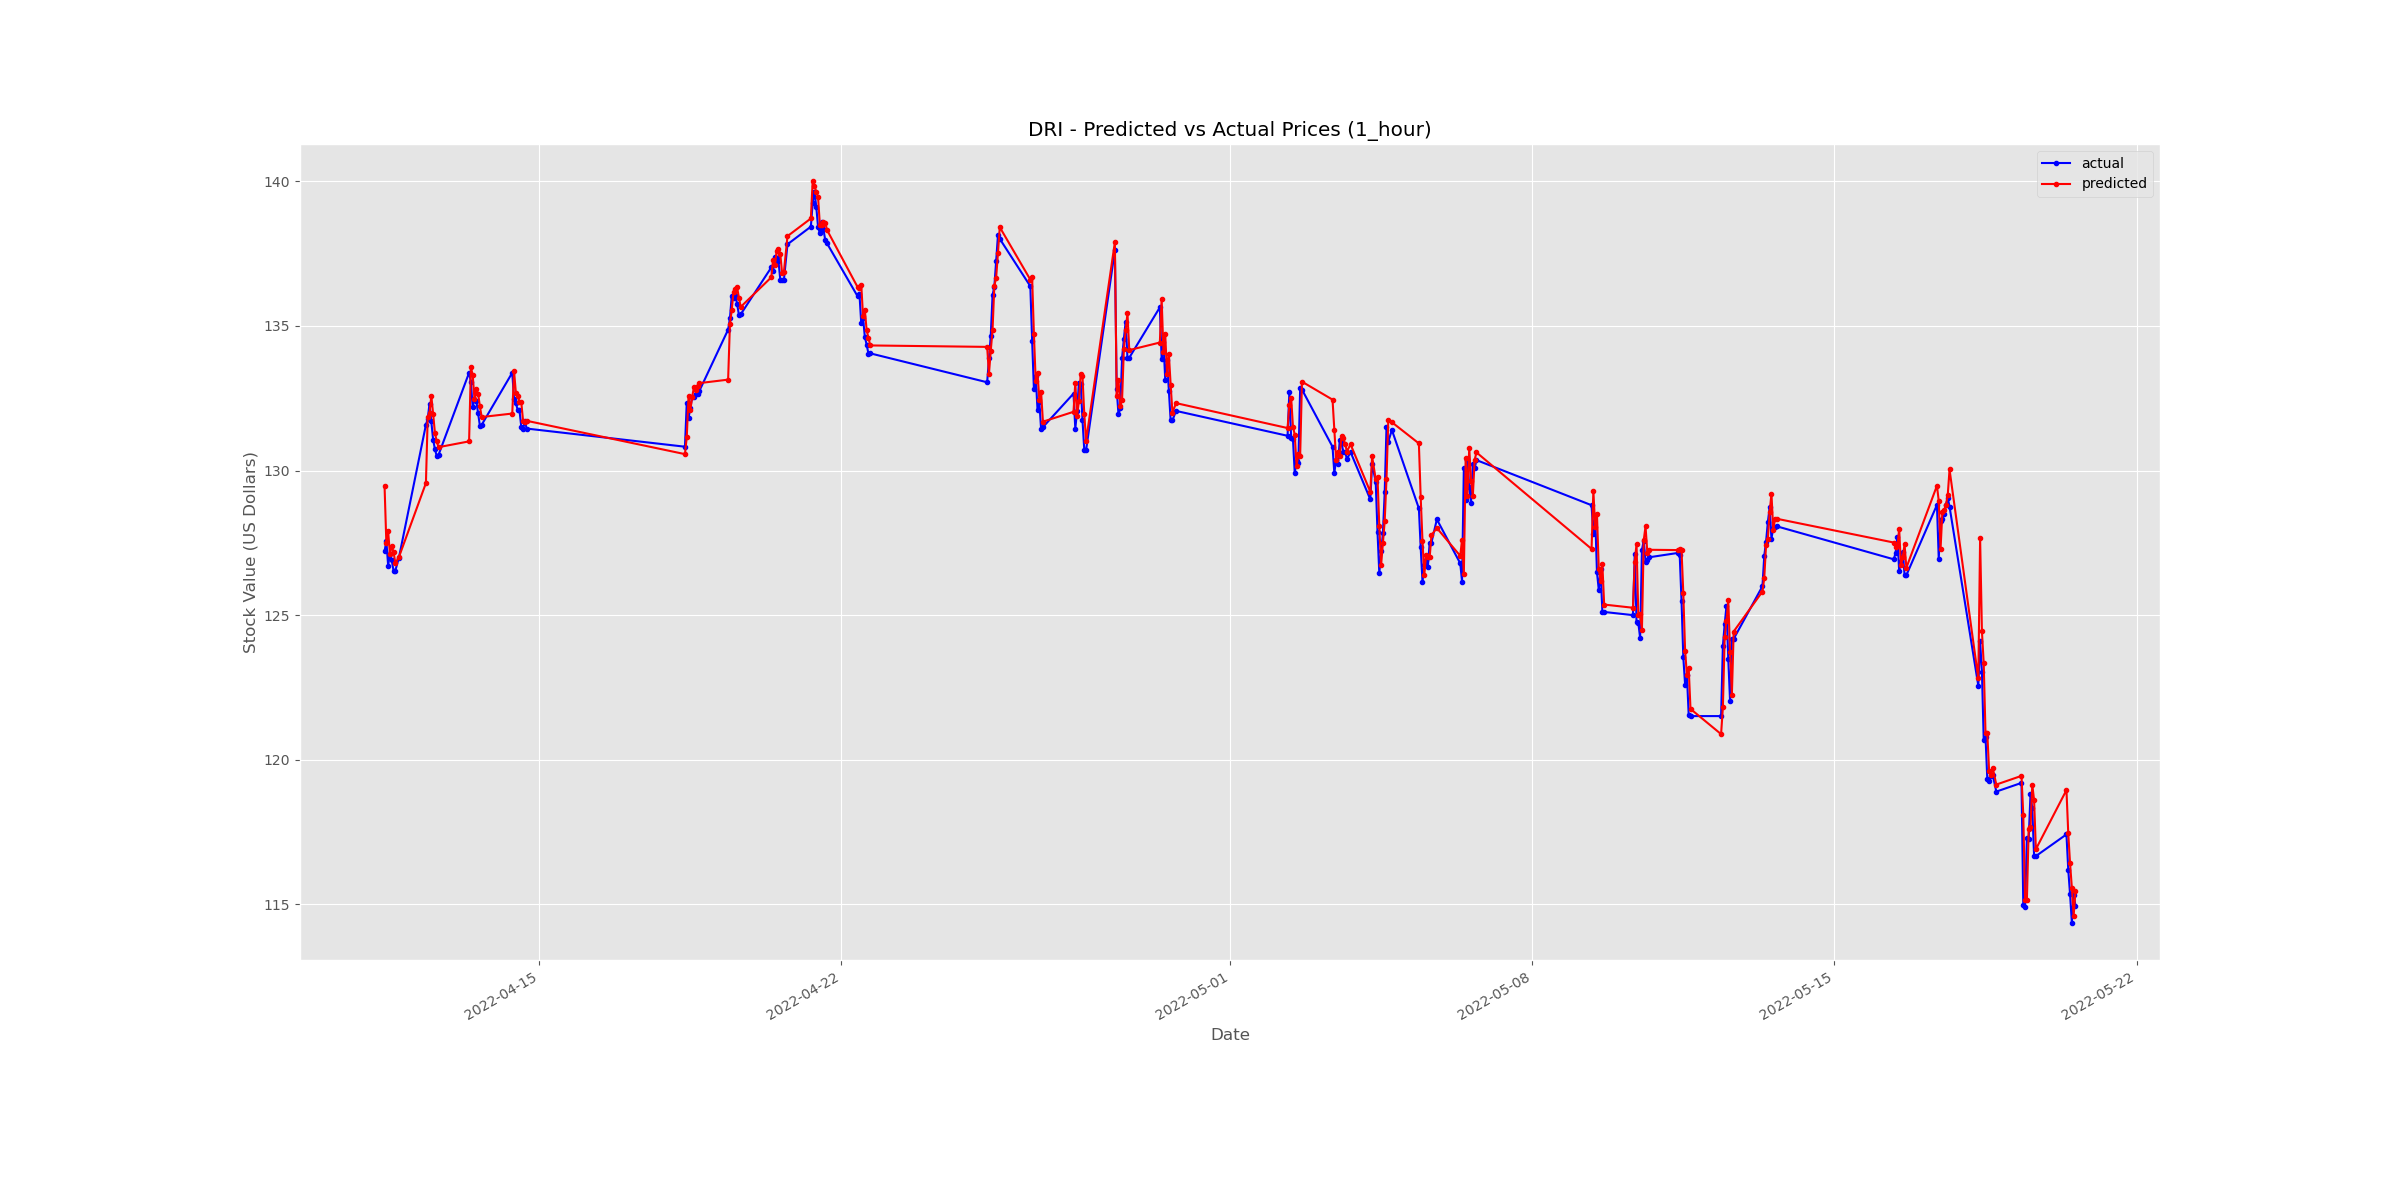 DRI - Predicted vs Actual Prices (1_hour)
actual
predicted
140
135
130
125
120
115
Stock Value (US Dollars)
2022-04-15
2022-04-22
2022-05-01
2022-05-08
2022-05-15
2022-05-22
Date